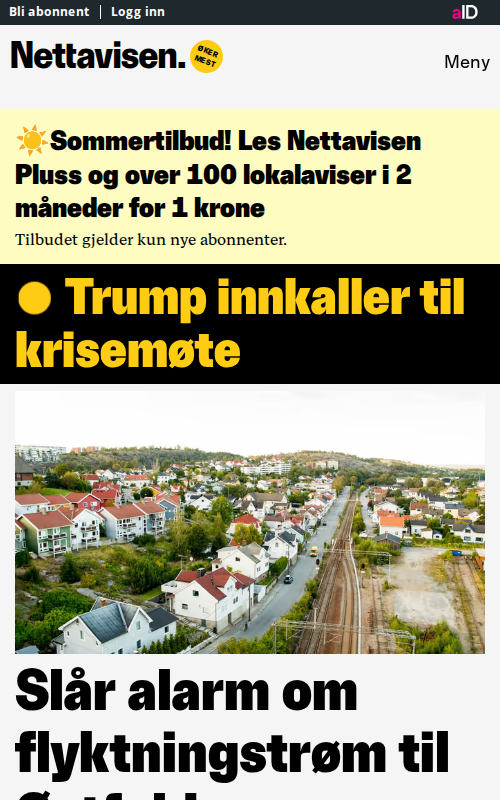 Bli abonnent | Logg inn
aID
Nettavisen.
ØKER
MEST
Meny
☀️Sommertilbud! Les Nettavisen
Pluss og over 100 lokalaviser i 2
måneder for 1 krone
Tilbudet gjelder kun nye abonnenter.
Trump innkaller til
krisemøte
Slår alarm om
flyktningstrøm til